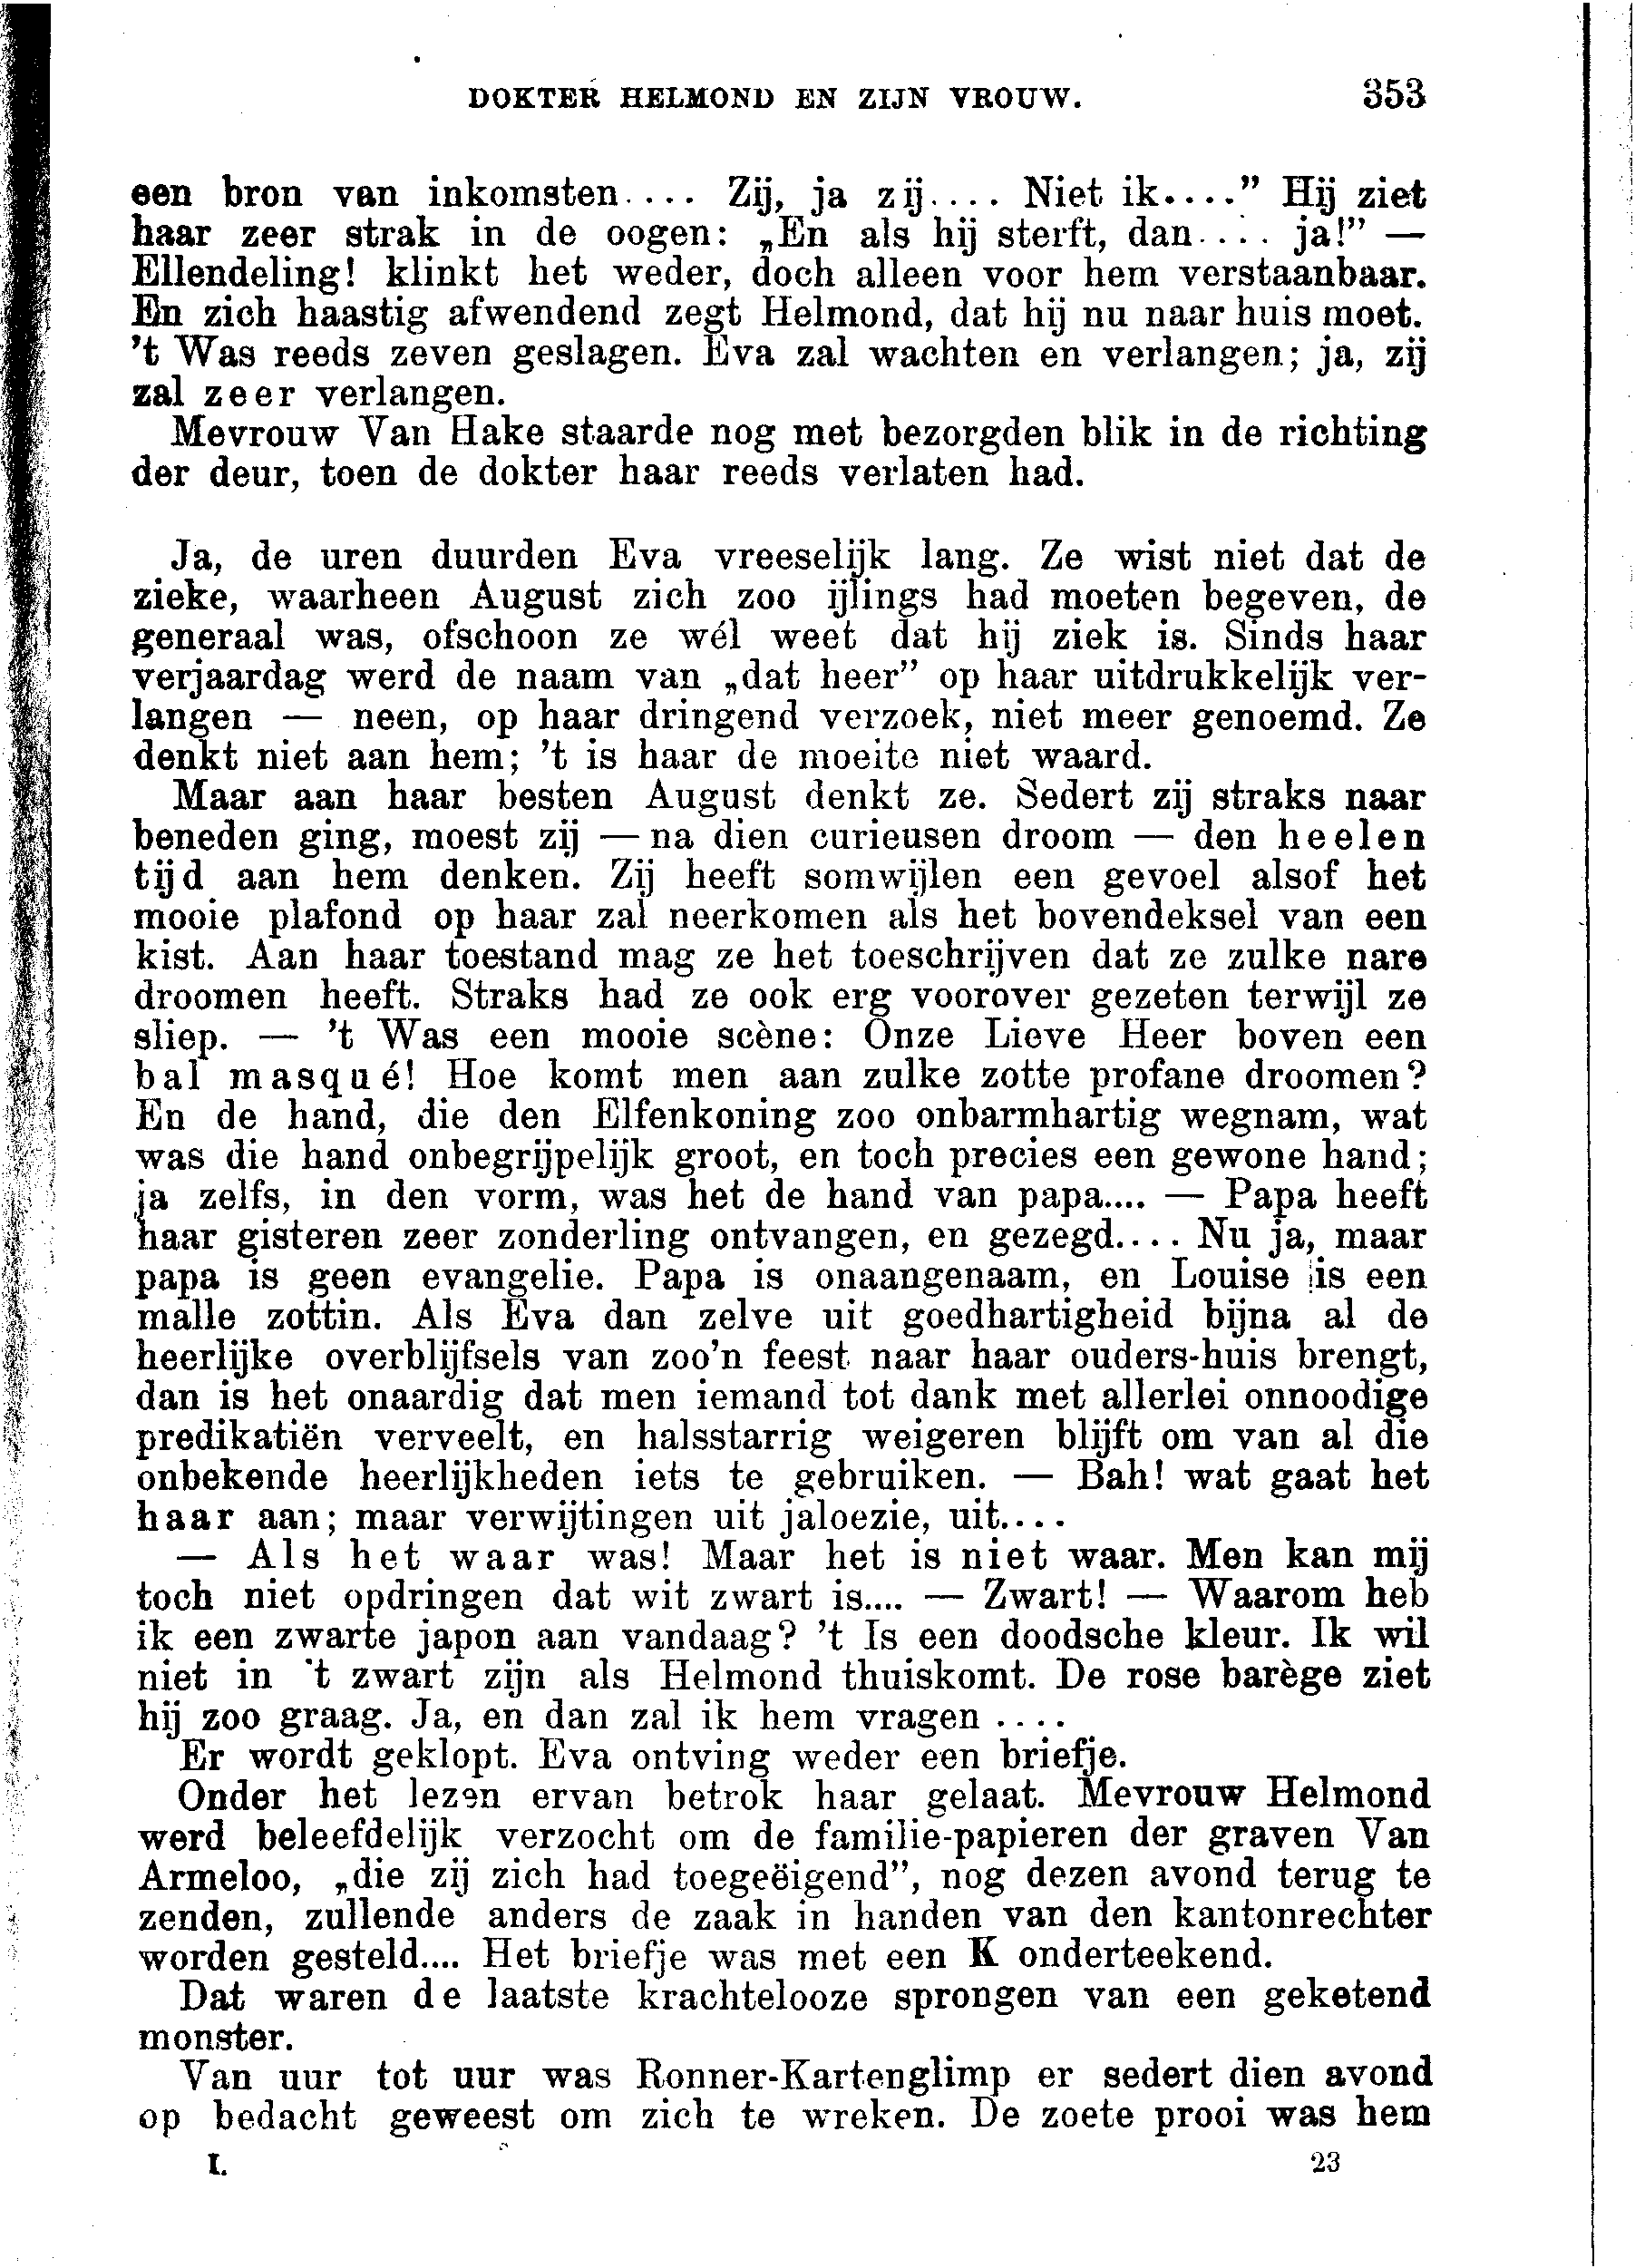 DOKTER HELMOND EN ZIJN VROUW. 353
een bron van inkomsten.... Zij, ja zij.... Niet ik....” Hij ziet
haar zeer strak in de oogen: „En als hij sterft, dan.... ja!” —
Ellendeling! klinkt het weder, doch alleen voor hem verstaanbaar.
En zich haastig afwendend zegt Helmond, dat hij nu naar huis moet.
’t Was reeds zeven geslagen. Eva zal wachten en verlangen; ja, zij
zal zeer verlangen.
Mevrouw Van Hake staarde nog met bezorgden blik in de richting
der deur, toen de dokter haar reeds verlaten had.
Ja, de uren duurden Eva vreeselijk lang. Ze wist niet dat de
zieke, waarheen August zich zoo ijlings had moeten begeven, de
generaal was, ofschoon ze wél weet dat hij ziek is. Sinds haar
verjaardag werd de naam van „dat heer” op haar uitdrukkelijk ver-
langen — neen, op haar dringend verzoek, niet meer genoemd. Ze
denkt niet aan hem; ’t is haar de moeite niet waard.
Maar aan haar besten August denkt ze. Sedert zij straks naar
beneden ging, moest zij — na dien curieusen droom — den heelen
tijd aan hem denken. Zij heeft somwijlen een gevoel alsof het
mooie plafond op haar zal neerkomen als het bovendeksel van een
kist. Aan haar toestand mag ze het toeschrijven dat ze zulke nare
droomen heeft. Straks had ze ook erg voorover gezeten terwijl ze
sliep. — ’t Was een mooie scène: Onze Lieve Heer boven een
bal masqué! Hoe komt men aan zulke zotte profane droomen?
En de hand, die den Elfenkoning zoo onbarmhartig wegnam, wat
was die hand onbegrijpelijk groot, en toch precies een gewone hand;
ja zelfs, in den vorm, was het de hand van papa.... — Papa heeft
haar gisteren zeer zonderling ontvangen, en gezegd.... Nu ja, maar
papa is geen evangelie. Papa is onaangenaam, en Louise is een
malle zottin. Als Eva dan zelve uit goedhartigheid bijna al de
heerlijke overblijfsels van zoo’n feest naar haar ouders-huis brengt,
dan is het onaardig dat men iemand tot dank met allerlei onnoodige
predikatiën verveelt, en halsstarrig weigeren blijft om van al die
onbekende heerlijkheden iets te gebruiken. — Bah! wat gaat het
haar aan; maar verwijtingen uit jaloezie, uit....
— Als het waar was! Maar het is niet waar. Men kan mij
toch niet opdringen dat wit zwart is.... — Zwart! — Waarom heb
ik een zwarte japon aan vandaag? ’t Is een doodsche kleur. Ik wil
niet in ’t zwart zijn als Helmond thuiskomt. De rose barège ziet
hij zoo graag. Ja, en dan zal ik hem vragen ....
Er wordt geklopt. Eva ontving weder een briefje.
Onder het lezen ervan betrok haar gelaat. Mevrouw Helmond
werd beleefdelijk verzocht om de familie-papieren der graven Van
Armeloo, „die zij zich had toegeëigend”, nog dezen avond terug te
zenden, zullende anders de zaak in handen van den kantonrechter
worden gesteld.... Het briefje was met een K onderteekend.
Dat waren de laatste krachtelooze sprongen van een geketend
monster.
Van uur tot uur was Ronner-Kartenglimp er sedert dien avond
op bedacht geweest om zich te wreken. De zoete prooi was hem
I. 23